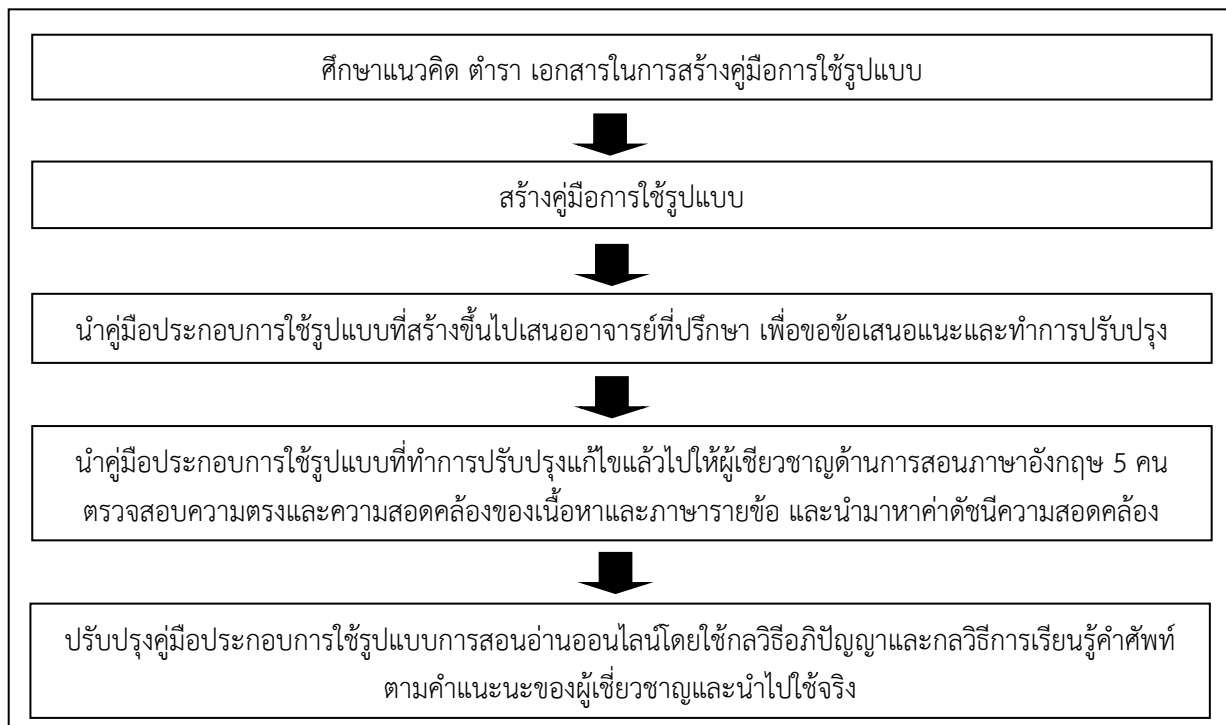 ศึกษาแนวคิด ตำรา เอกสารในการสร้างคู่มือการใช้รูปแบบ
สร้างคู่มือการใช้รูปแบบ
นำคู่มือประกอบการใช้รูปแบบที่สร้างขึ้นไปเสนออาจารย์ที่ปรึกษา เพื่อขอข้อเสนอแนะและทำการปรับปรุง
นำคู่มือประกอบการใช้รูปแบบที่ทำการปรับปรุงแก้ไขแล้วไปให้ผู้เชียวชาญด้านการสอนภาษาอังกฤษ 5 คน
ตรวจสอบความตรงและความสอดคล้องของเนื้อหาและภาษารายข้อ และนำมาหาค่าดัชนีความสอดคล้อง
ปรับปรุงคู่มือประกอบการใช้รูปแบบการสอนอ่านออนไลน์โดยใช้กลวิธีอภิปัญญาและกลวิธีการเรียนรู้คำศัพท์
ตามคำแนะนะของผู้เชี่ยวชาญและนำไปใช้จริง